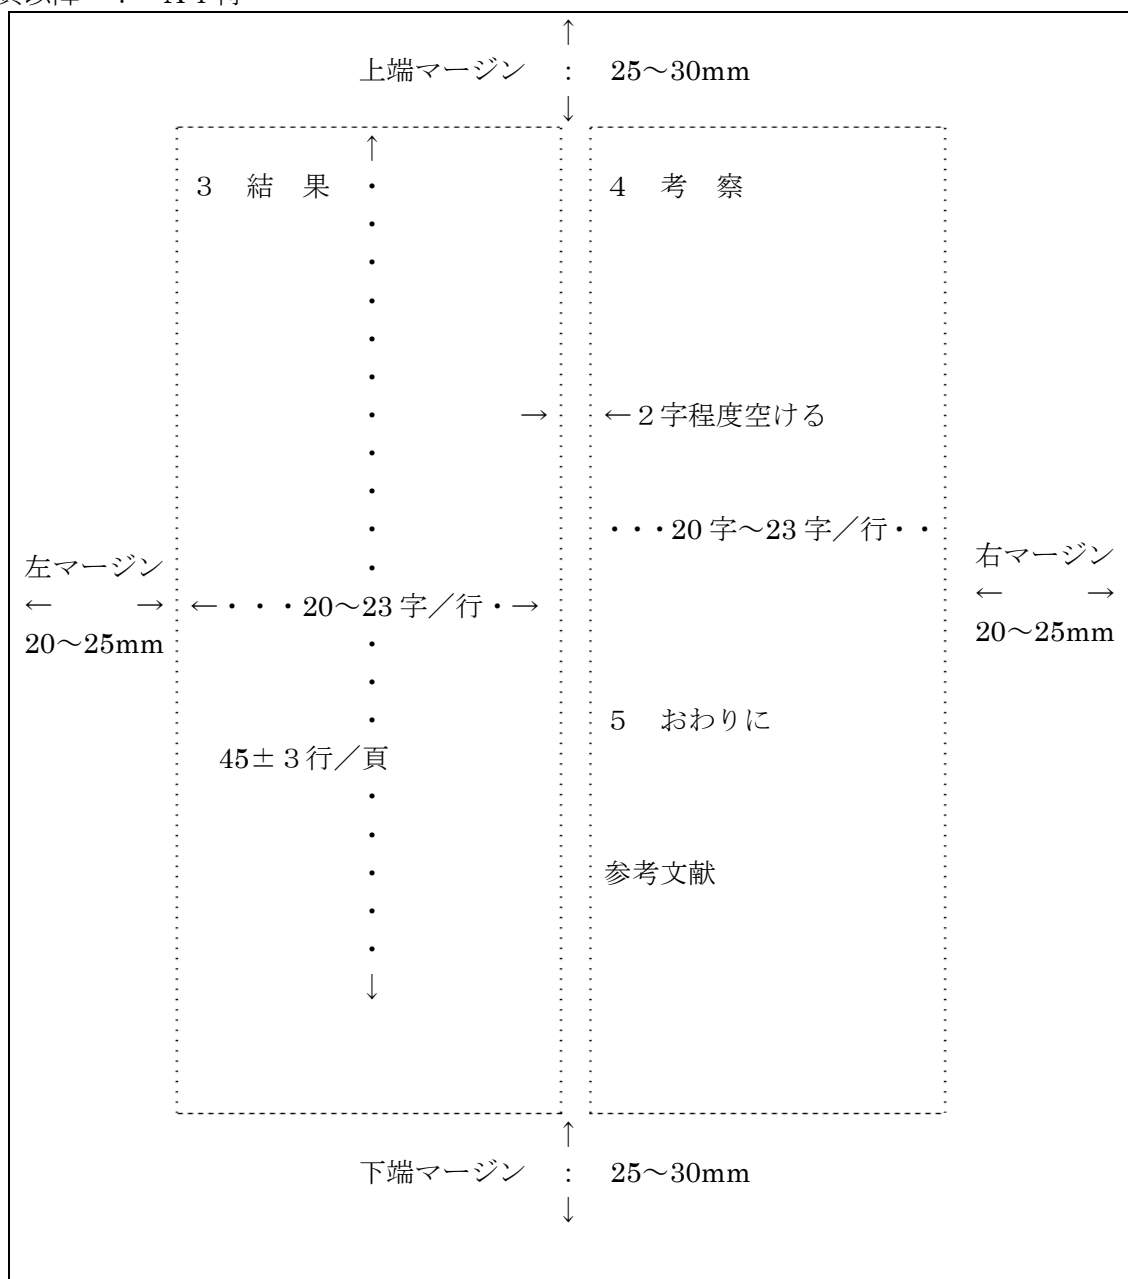 ↑
上端マージン : 25～30mm
↓
↑
3 結 果 ・
・
・
・
・
・
・
・
・
・
・
←・・・20～23字／行・→
・
・
・
45±3行／頁
・
・
・
・
・
↓
→ ←2字程度空ける
4 考 察
・・・20字～23字／行・・
5 おわりに
参考文献
左マージン
← →
20～25mm
右マージン
← →
20～25mm
↑
下端マージン : 25～30mm
↓